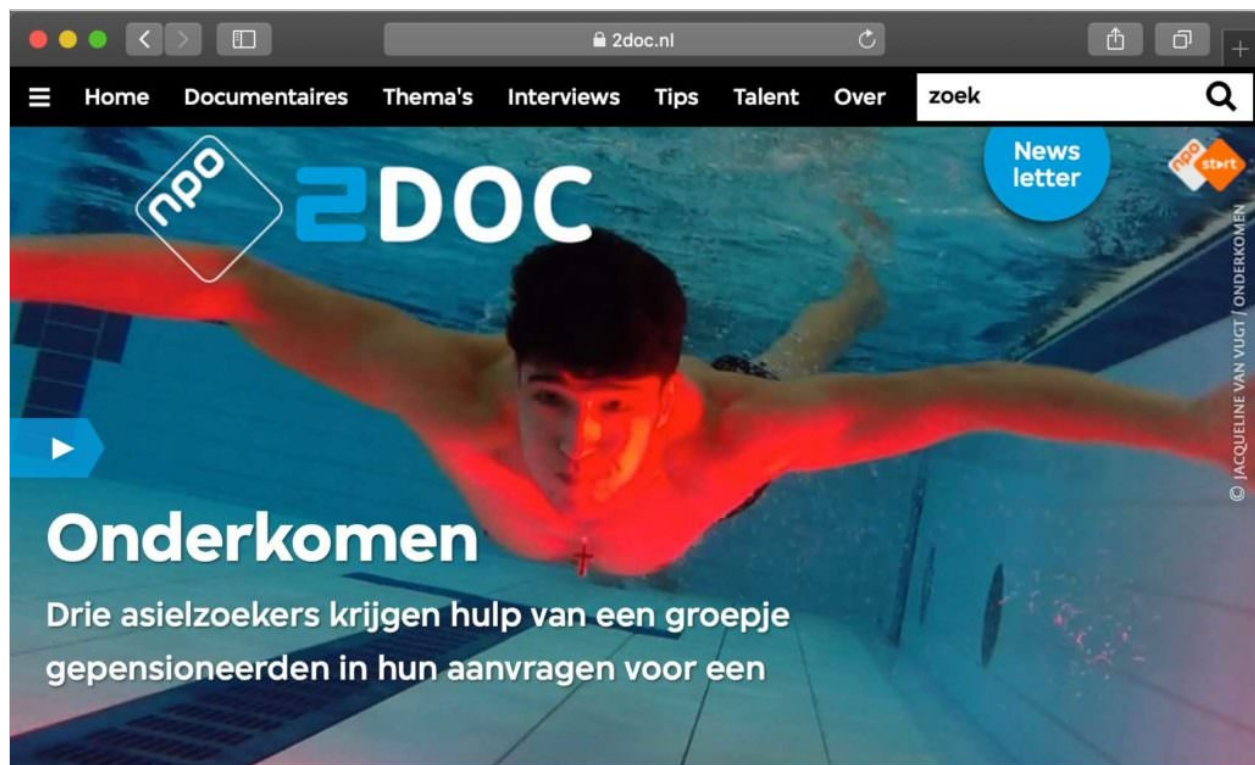 2doc.nl
Home Documentaires Thema's Interviews Tips Talent Over zoek
npo 2DOC
News
letter
npo start
© JACQUELINE VAN VUGT / ONDERKOMEN
Onderkomen
Drie asielzoekers krijgen hulp van een groepje
gepensioneerden in hun aanvragen voor een